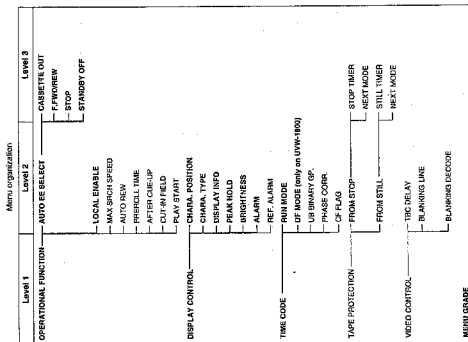 Menu organization
Level 1
Level 2
Level 3
OPERATIONAL FUNCTION
AUTO EE SELECT
CASSETTE OUT
F.FWD/REW
STOP
STANDBY OFF
LOCAL ENABLE
MAX SRCH SPEED
AUTO REW
PREROLL TIME
AFTER CUE-UP
CUT-IN FIELD
PLAY START
DISPLAY CONTROL
CHARA. POSITION
CHARA. TYPE
DISPLAY INFO
PEAK HOLD
BRIGHTNESS
ALARM
REF. ALARM
TIME CODE
RUN MODE
DF MODE (only on UVW-1800)
UB BINARY GP.
PHASE CORR.
CF FLAG
TAPE PROTECTION
FROM STOP
STOP TIMER
NEXT MODE
FROM STILL
STILL TIMER
NEXT MODE
VIDEO CONTROL
TBC DELAY
BLANKING LINE
BLANKING DECODE
MENU GRADE